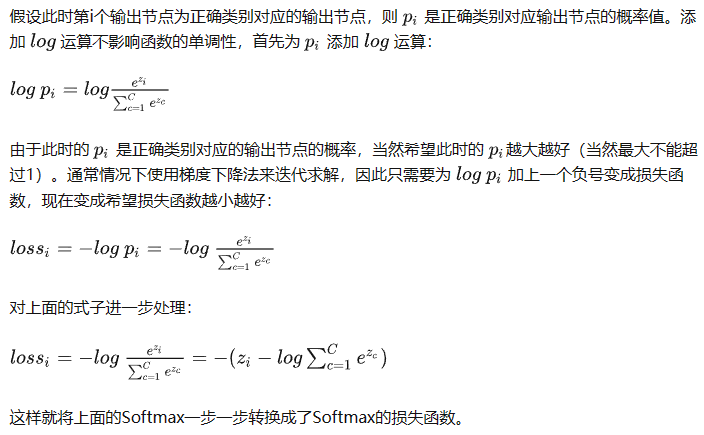 假设此时第i个输出节点为正确类别对应的输出节点，则 $p_i$ 是正确类别对应输出节点的概率值。添
加 $log$ 运算不影响函数的单调性，首先为 $p_i$ 添加 $log$ 运算：
$log\, p_i = log \frac{e^{z_i}}{\sum_{c=1}^{C} e^{z_c}}$
由于此时的 $p_i$ 是正确类别对应的输出节点的概率，当然希望此时的 $p_i$ 越大越好（当然最大不能超
过1）。通常情况下使用梯度下降法来迭代求解，因此只需要为 $log\, p_i$ 加上一个负号变成损失函
数，现在变成希望损失函数越小越好：
$loss_i = -log\, p_i = -log \frac{e^{z_i}}{\sum_{c=1}^{C} e^{z_c}}$
对上面的式子进一步处理：
$loss_i = -log \frac{e^{z_i}}{\sum_{c=1}^{C} e^{z_c}} = -(z_i - log \sum_{c=1}^{C} e^{z_c})$
这样就将上面的Softmax一步一步转换成了Softmax的损失函数。